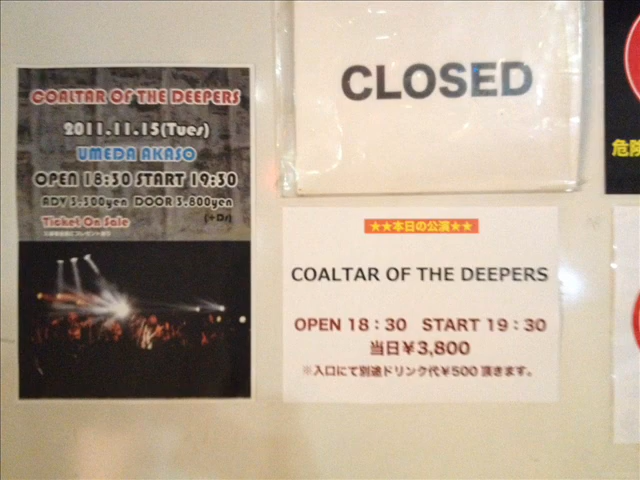 COALTAR OF THE DEEPERS
2011.11.15(Tues)
UMEDA AKASO
OPEN 18:30 START 19:30
ADV 3.300yen DOOR 3.800yen
(+Dr)
Ticket On Sale
CLOSED
★★本日の公演★★
COALTAR OF THE DEEPERS
OPEN 18：30 START 19：30
当日¥3,800
※入口にて別途ドリンク代¥500頂きます。
危険